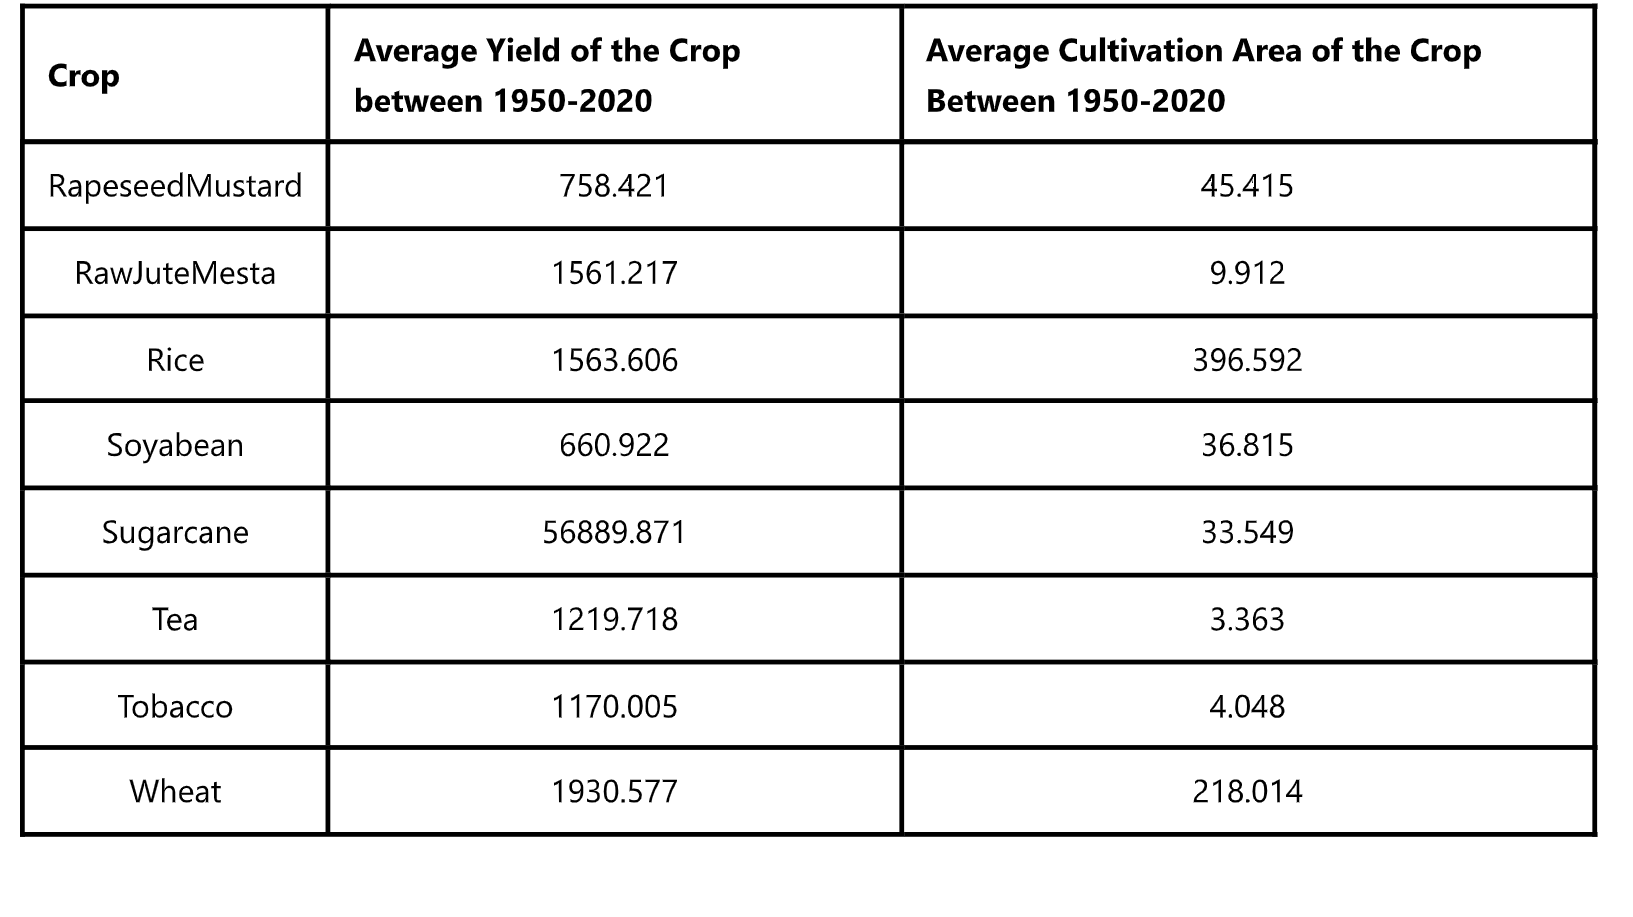 Crop
Average Yield of the Crop
between 1950-2020
Average Cultivation Area of the Crop
Between 1950-2020
RapeseedMustard 758.421 45.415
RawJuteMesta 1561.217 9.912
Rice 1563.606 396.592
Soyabean 660.922 36.815
Sugarcane 56889.871 33.549
Tea 1219.718 3.363
Tobacco 1170.005 4.048
Wheat 1930.577 218.014